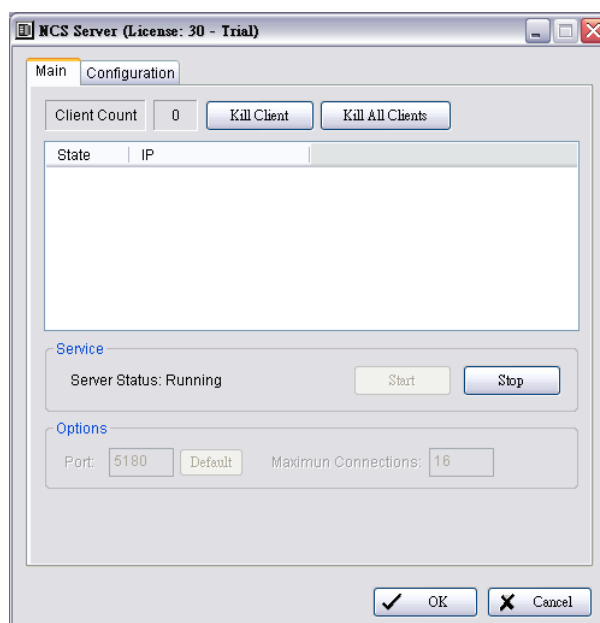 NCS Server (License: 30 - Trial)
Main Configuration
Client Count 0 Kill Client Kill All Clients
State IP
Service
Server Status: Running Start Stop
Options
Port: 5180 Default Maximun Connections: 16
OK Cancel